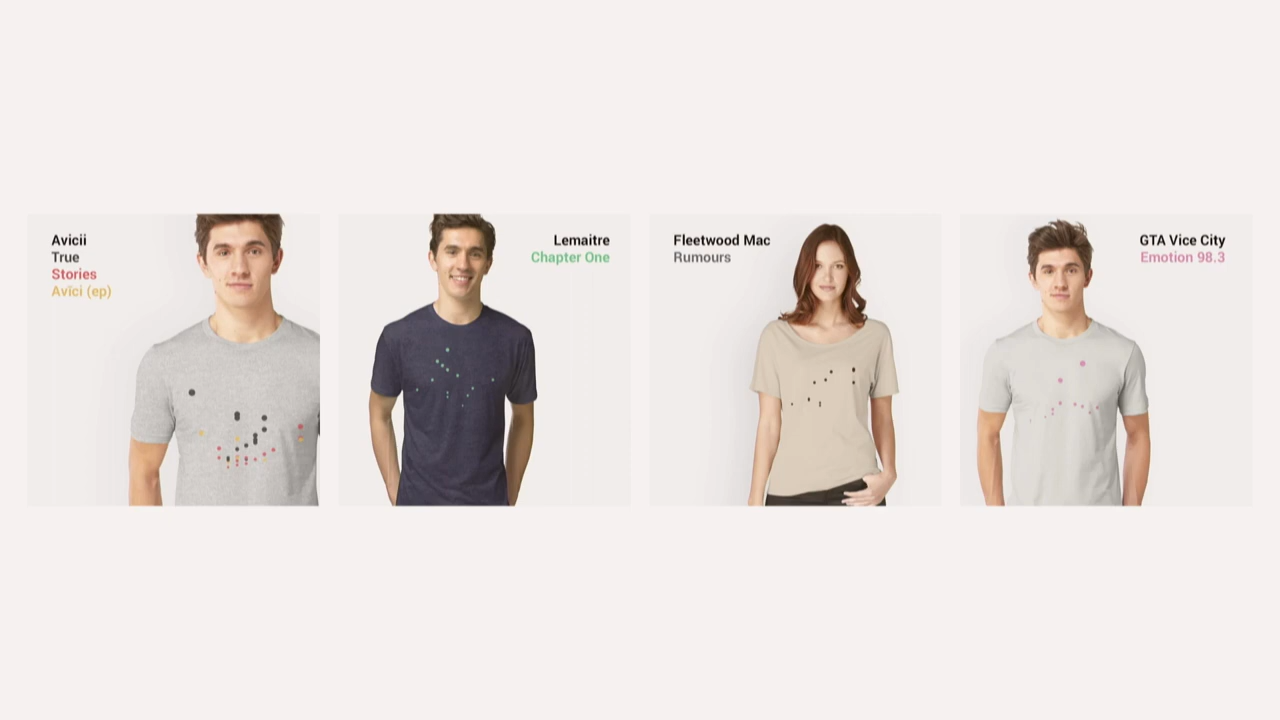 Avicii
True
Stories
Avīci (ep)
Lemaitre
Chapter One
Fleetwood Mac
Rumours
GTA Vice City
Emotion 98.3